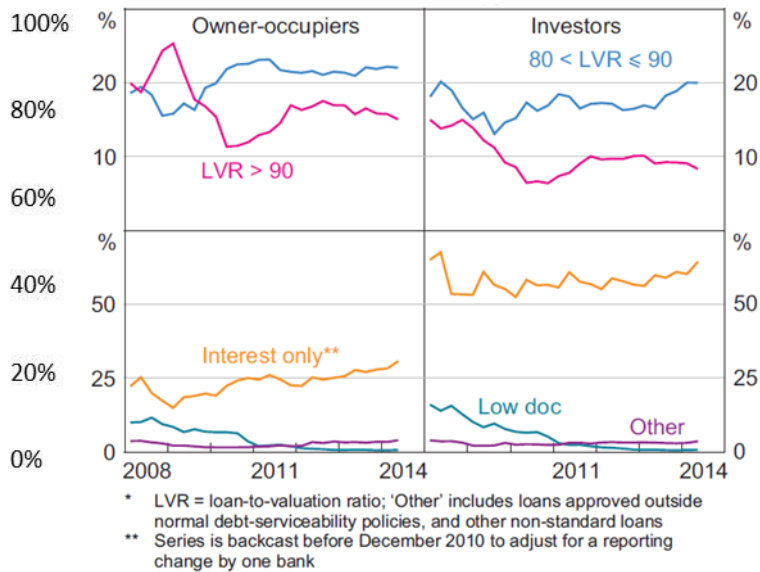 100%
80%
60%
40%
20%
0%
% Owner-occupiers Investors %
80 < LVR ⩽ 90
20 20
10 10
LVR > 90
% %
50 50
Interest only**
25 25
Low doc
Other
0 0
2008 2011 2014 2011 2014
* LVR = loan-to-valuation ratio; ‘Other’ includes loans approved outside
normal debt-serviceability policies, and other non-standard loans
** Series is backcast before December 2010 to adjust for a reporting
change by one bank